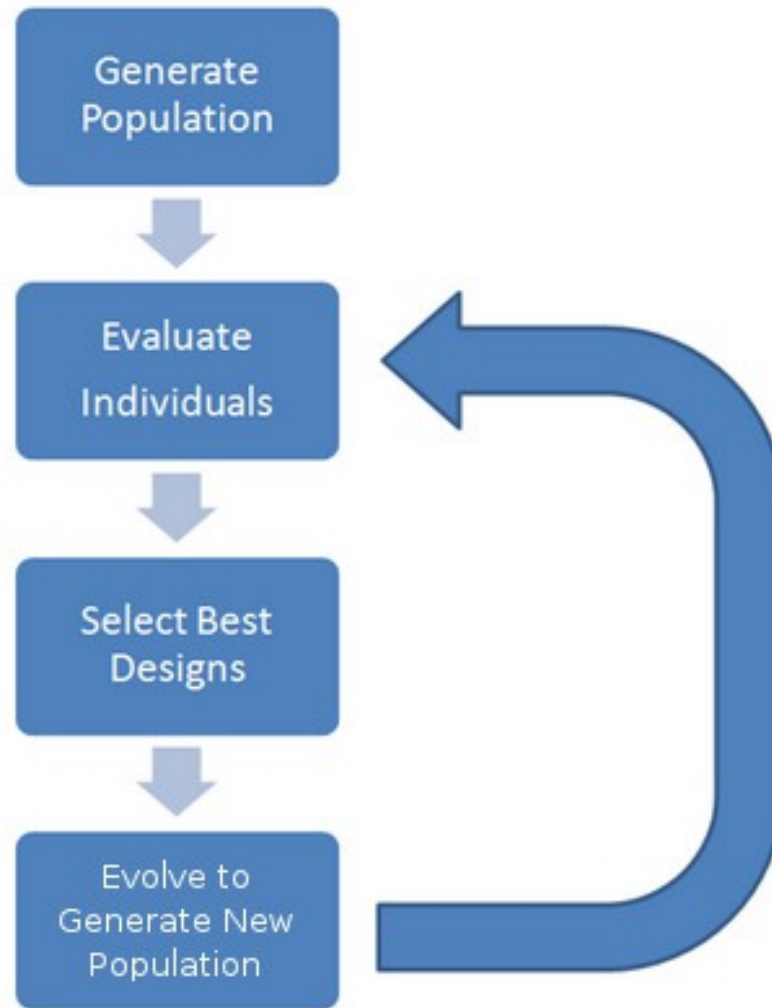 Generate
Population
Evaluate
Individuals
Select Best
Designs
Evolve to
Generate New
Population